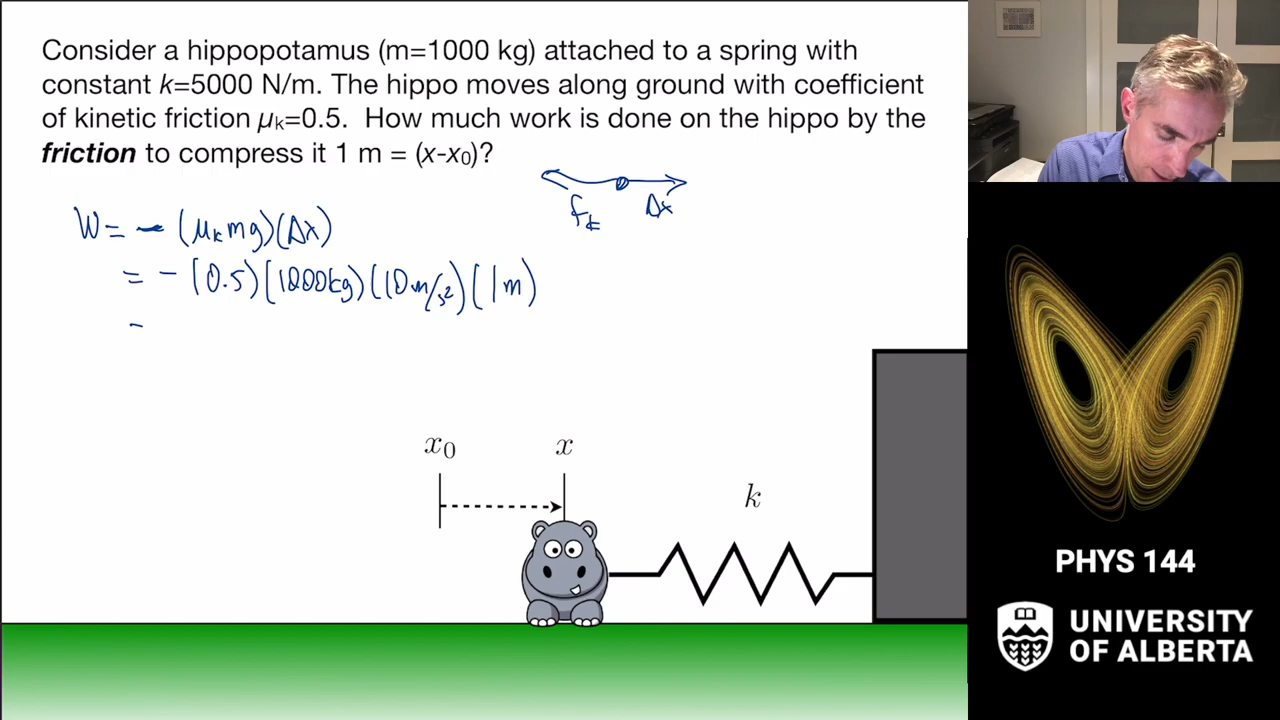 Consider a hippopotamus (m=1000 kg) attached to a spring with
constant k=5000 N/m. The hippo moves along ground with coefficient
of kinetic friction μk=0.5. How much work is done on the hippo by the
friction to compress it 1 m = (x-x₀)?
fk Δx
W = - (μk mg)(Δx)
= - (0.5)(1000kg)(10m/s²)(1m)
=
x₀ x
k
PHYS 144
UNIVERSITY
OF ALBERTA